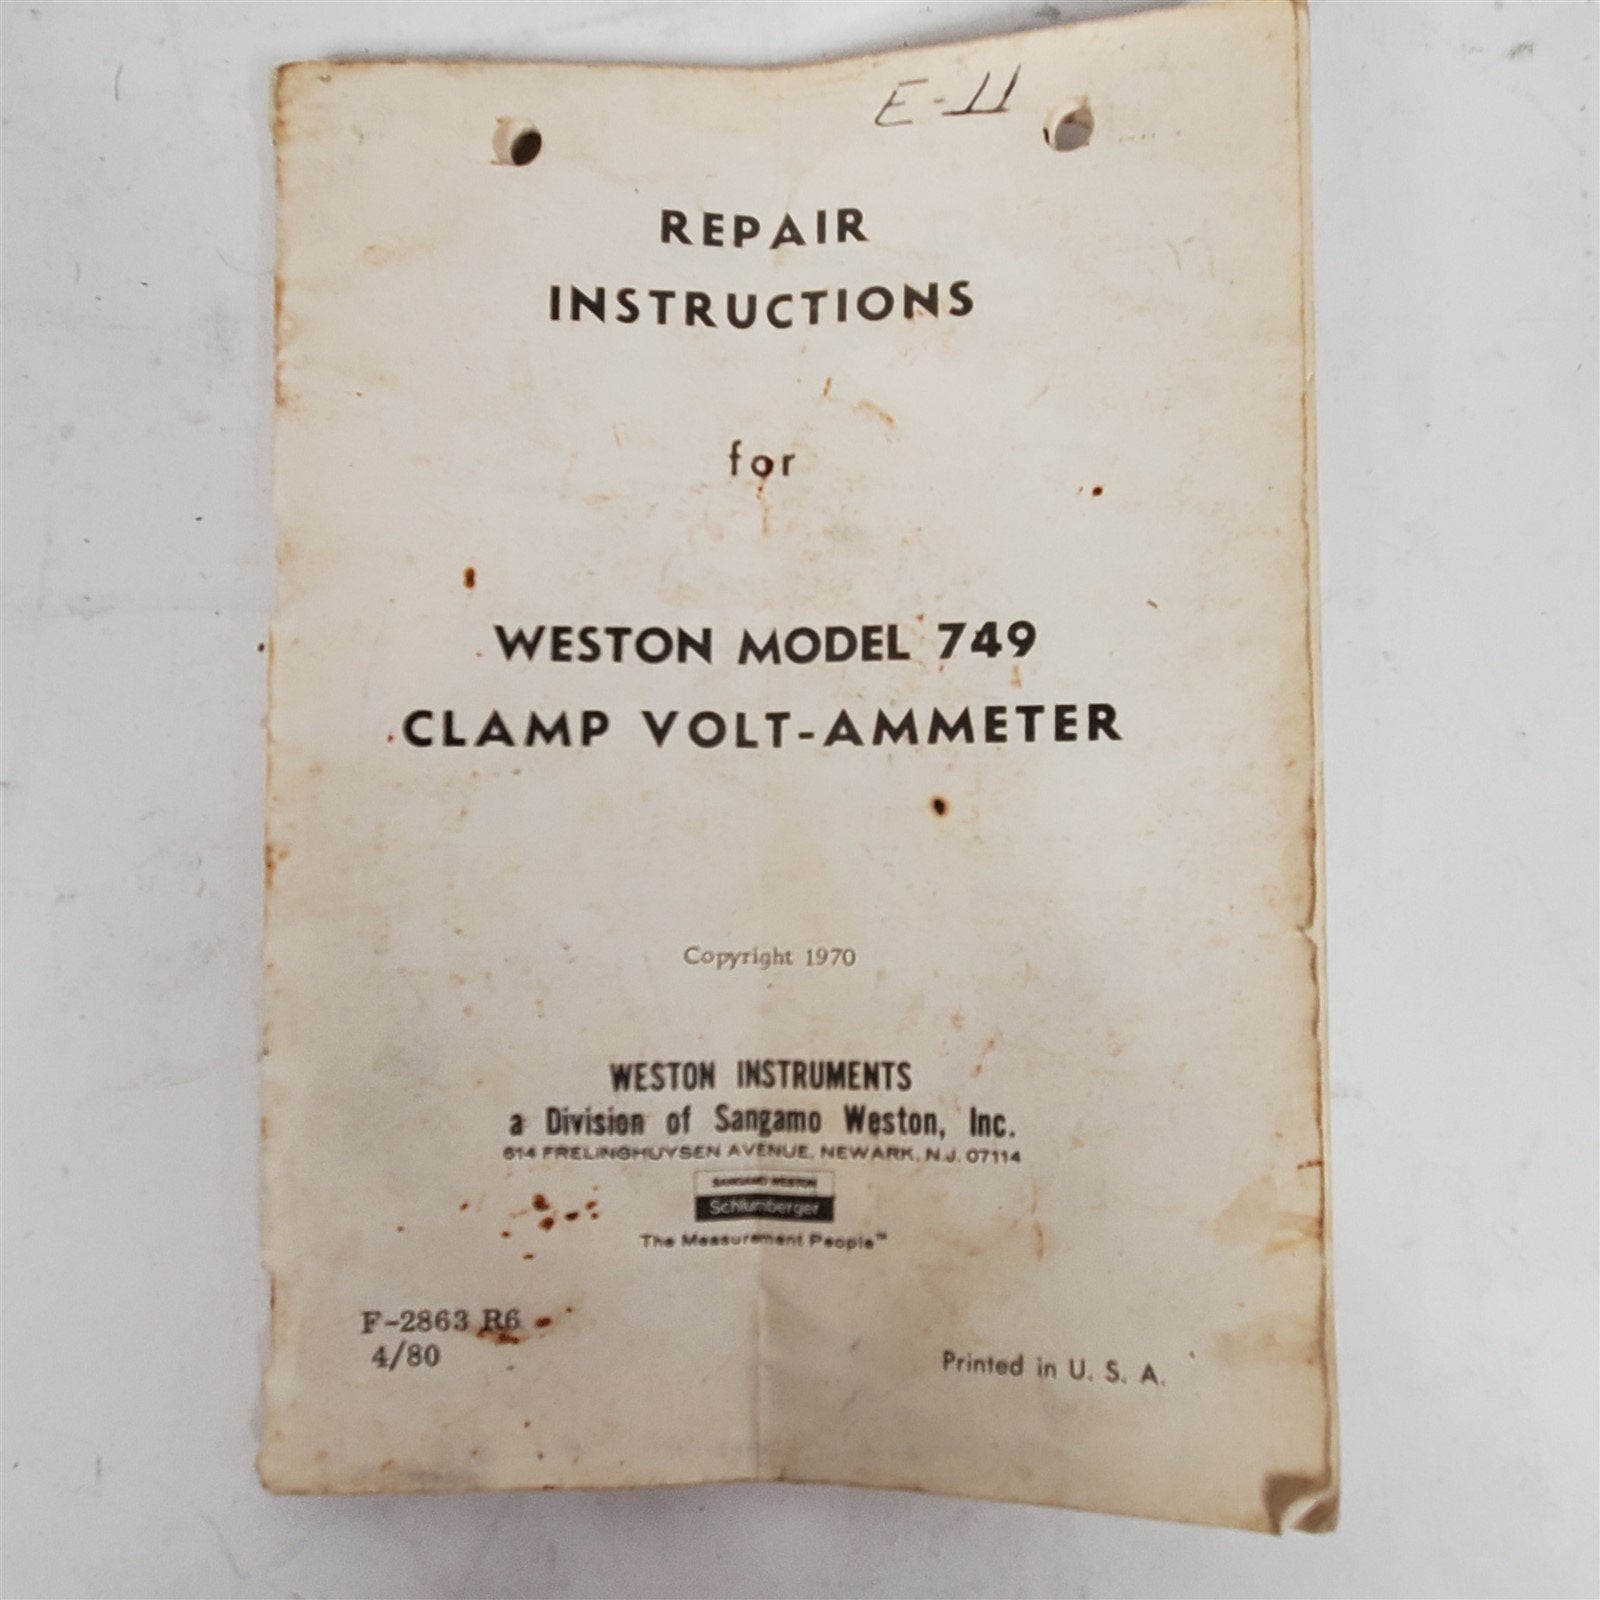 E-11
REPAIR
INSTRUCTIONS
for
WESTON MODEL 749
CLAMP VOLT-AMMETER
Copyright 1970
WESTON INSTRUMENTS
a Division of Sangamo Weston, Inc.
614 FRELINGHUYSEN AVENUE, NEWARK, N.J. 07114
SANGAMO WESTON
Schlumberger
The Measurement People™
F-2863 R6
4/80
Printed in U. S. A.